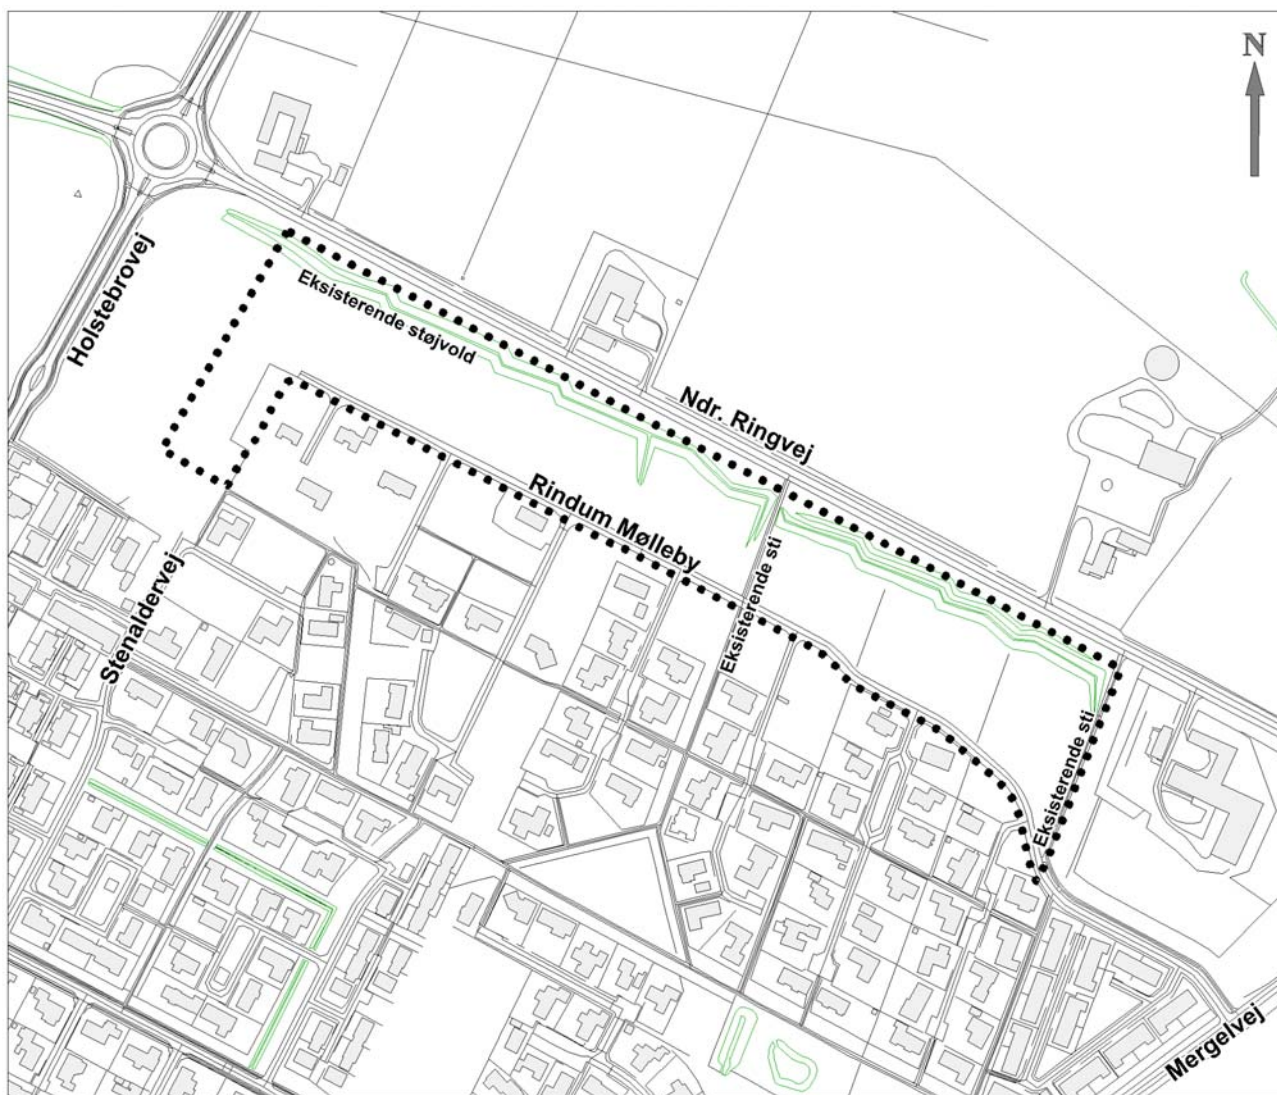 N
Holstebrovej
Eksisterende støjvold
Ndr. Ringvej
Rindum Mølleby
Eksisterende sti
Stenaldervej
Eksisterende sti
Mergelvej